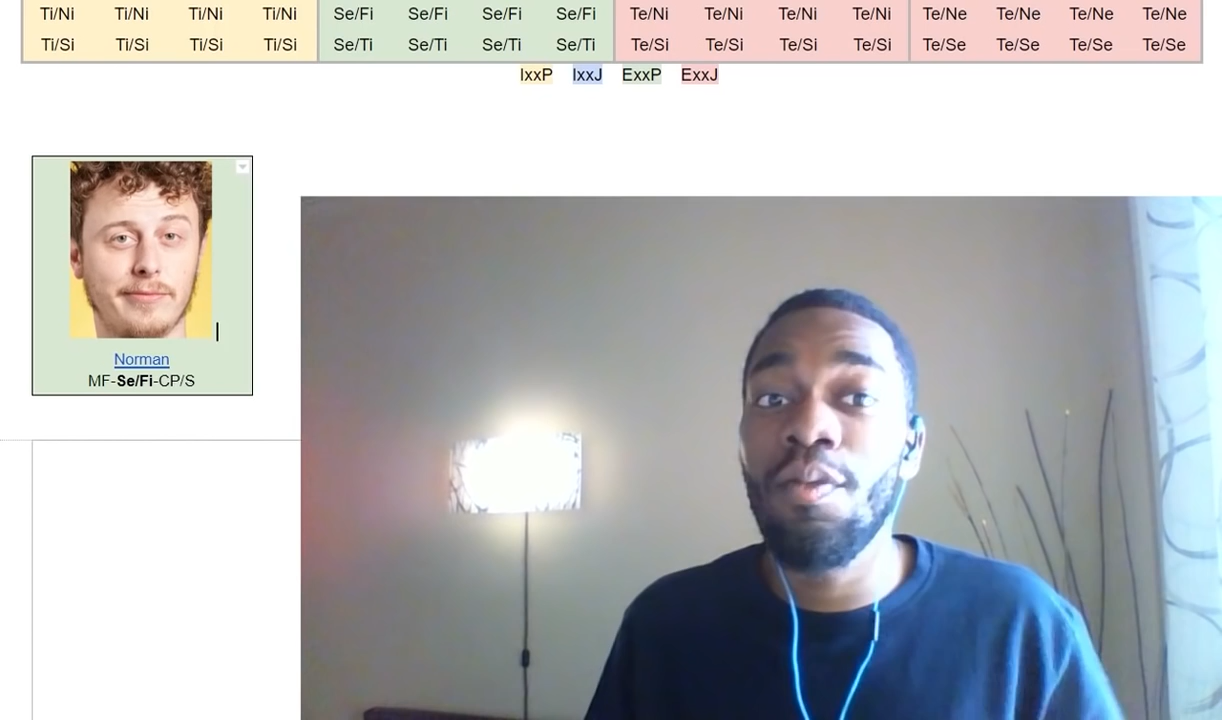 Ti/Ni Ti/Ni Ti/Ni Ti/Ni Se/Fi Se/Fi Se/Fi Se/Fi Te/Ni Te/Ni Te/Ni Te/Ni Te/Ne Te/Ne Te/Ne Te/Ne
Ti/Si Ti/Si Ti/Si Ti/Si Se/Ti Se/Ti Se/Ti Se/Ti Te/Si Te/Si Te/Si Te/Si Te/Se Te/Se Te/Se Te/Se
IxxP IxxJ ExxP ExxJ
Norman
MF-Se/Fi-CP/S